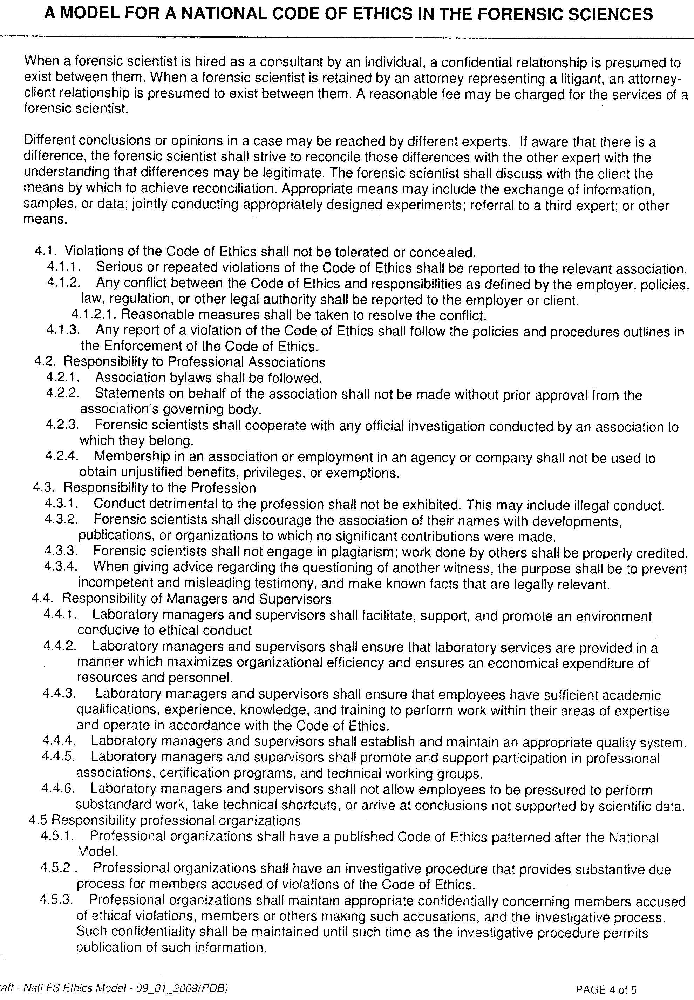 A MODEL FOR A NATIONAL CODE OF ETHICS IN THE FORENSIC SCIENCES
When a forensic scientist is hired as a consultant by an individual, a confidential relationship is presumed to
exist between them. When a forensic scientist is retained by an attorney representing a litigant, an attorney-
client relationship is presumed to exist between them. A reasonable fee may be charged for the services of a
forensic scientist.
Different conclusions or opinions in a case may be reached by different experts. If aware that there is a
difference, the forensic scientist shall strive to reconcile those differences with the other expert with the
understanding that differences may be legitimate. The forensic scientist shall discuss with the client the
means by which to achieve reconciliation. Appropriate means may include the exchange of information,
samples, or data; jointly conducting appropriately designed experiments; referral to a third expert; or other
means.
4.1. Violations of the Code of Ethics shall not be tolerated or concealed.
4.1.1. Serious or repeated violations of the Code of Ethics shall be reported to the relevant association.
4.1.2. Any conflict between the Code of Ethics and responsibilities as defined by the employer, policies,
law, regulation, or other legal authority shall be reported to the employer or client.
4.1.2.1. Reasonable measures shall be taken to resolve the conflict.
4.1.3. Any report of a violation of the Code of Ethics shall follow the policies and procedures outlines in
the Enforcement of the Code of Ethics.
4.2. Responsibility to Professional Associations
4.2.1. Association bylaws shall be followed.
4.2.2. Statements on behalf of the association shall not be made without prior approval from the
association's governing body.
4.2.3. Forensic scientists shall cooperate with any official investigation conducted by an association to
which they belong.
4.2.4. Membership in an association or employment in an agency or company shall not be used to
obtain unjustified benefits, privileges, or exemptions.
4.3. Responsibility to the Profession
4.3.1. Conduct detrimental to the profession shall not be exhibited. This may include illegal conduct.
4.3.2. Forensic scientists shall discourage the association of their names with developments,
publications, or organizations to which no significant contributions were made.
4.3.3. Forensic scientists shall not engage in plagiarism; work done by others shall be properly credited.
4.3.4. When giving advice regarding the questioning of another witness, the purpose shall be to prevent
incompetent and misleading testimony, and make known facts that are legally relevant.
4.4. Responsibility of Managers and Supervisors
4.4.1. Laboratory managers and supervisors shall facilitate, support, and promote an environment
conducive to ethical conduct
4.4.2. Laboratory managers and supervisors shall ensure that laboratory services are provided in a
manner which maximizes organizational efficiency and ensures an economical expenditure of
resources and personnel.
4.4.3. Laboratory managers and supervisors shall ensure that employees have sufficient academic
qualifications, experience, knowledge, and training to perform work within their areas of expertise
and operate in accordance with the Code of Ethics.
4.4.4. Laboratory managers and supervisors shall establish and maintain an appropriate quality system.
4.4.5. Laboratory managers and supervisors shall promote and support participation in professional
associations, certification programs, and technical working groups.
4.4.6. Laboratory managers and supervisors shall not allow employees to be pressured to perform
substandard work, take technical shortcuts, or arrive at conclusions not supported by scientific data.
4.5 Responsibility professional organizations
4.5.1. Professional organizations shall have a published Code of Ethics patterned after the National
Model.
4.5.2 . Professional organizations shall have an investigative procedure that provides substantive due
process for members accused of violations of the Code of Ethics.
4.5.3. Professional organizations shall maintain appropriate confidentially concerning members accused
of ethical violations, members or others making such accusations, and the investigative process.
Such confidentiality shall be maintained until such time as the investigative procedure permits
publication of such information.
raft - Natl FS Ethics Model - 09_01_2009(PDB)
PAGE 4 of 5